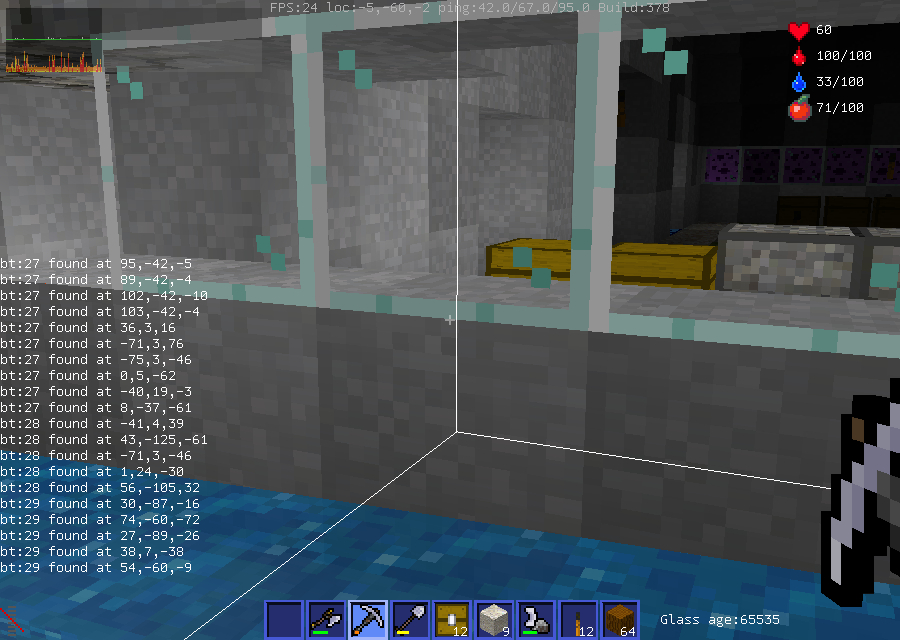 FPS:24 loc:-5,-60,-2 ping:42.0/67.0/95.0 Build:378
60
100/100
33/100
71/100
bt:27 found at 95,-42,-5
bt:27 found at 89,-42,-4
bt:27 found at 102,-42,-10
bt:27 found at 103,-42,-4
bt:27 found at 36,3,16
bt:27 found at -71,3,76
bt:27 found at -75,3,-46
bt:27 found at 0,5,-62
bt:27 found at -40,19,-3
bt:27 found at 8,-37,-61
bt:28 found at -41,4,39
bt:28 found at 43,-125,-61
bt:28 found at -71,3,-46
bt:28 found at 1,24,-30
bt:28 found at 56,-105,32
bt:29 found at 30,-87,-16
bt:29 found at 74,-60,-72
bt:29 found at 27,-89,-26
bt:29 found at 38,7,-38
bt:29 found at 54,-60,-9
12
9
12
64
Glass age:65535